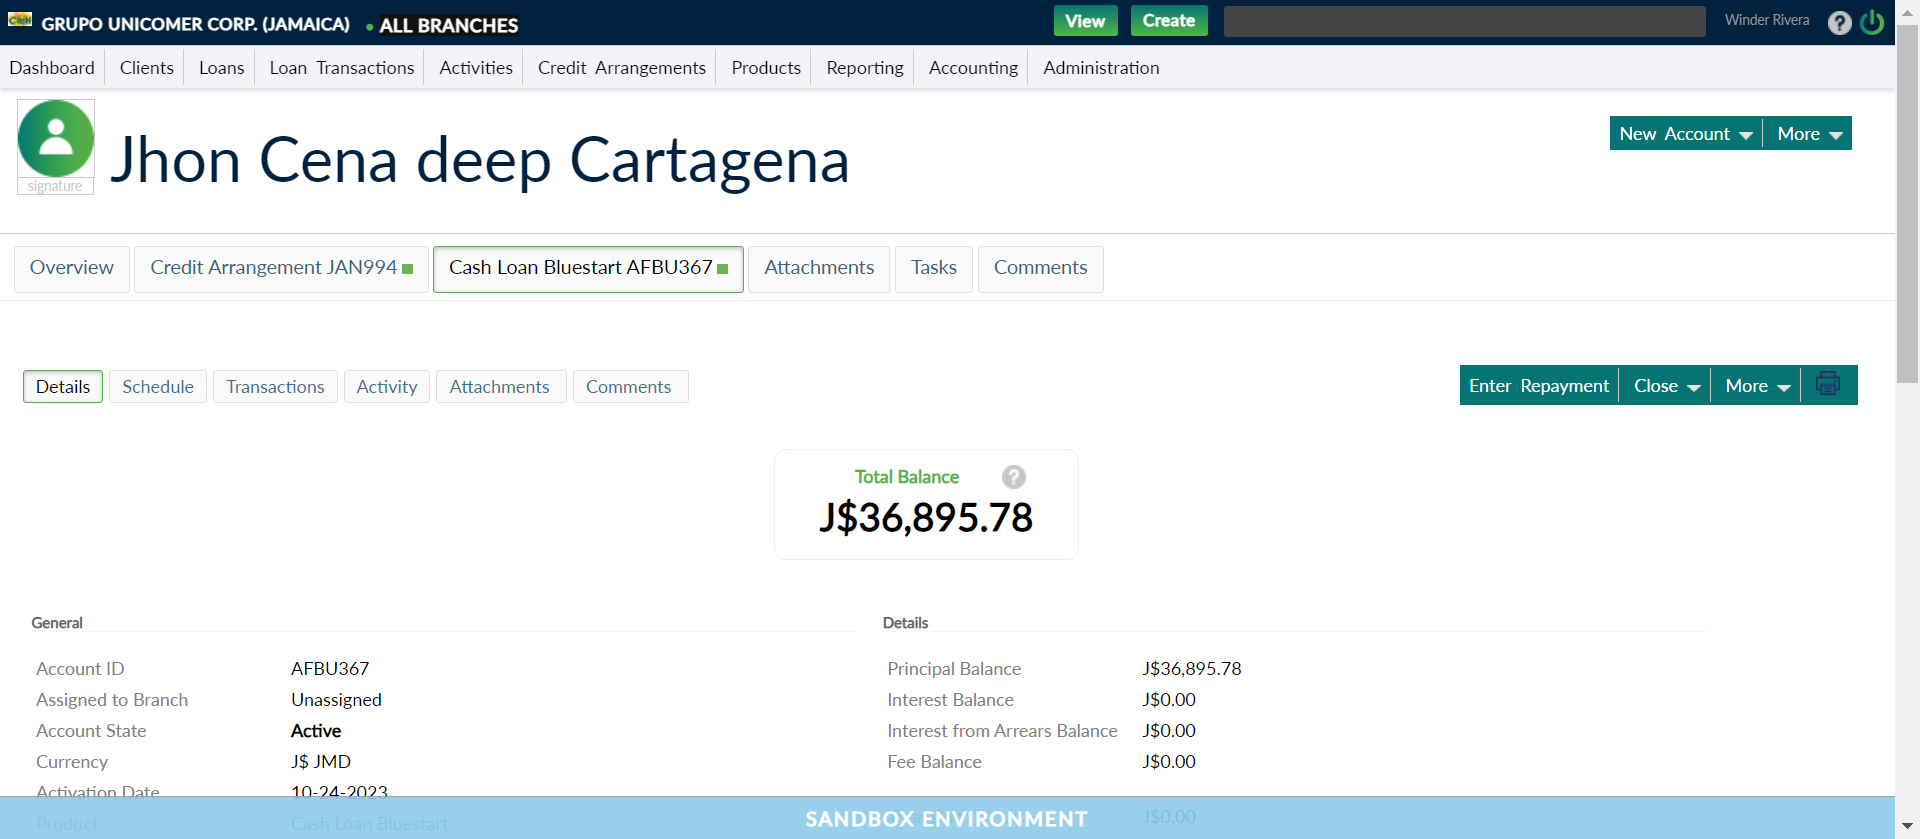 Cash GRUPO UNICOMER CORP. (JAMAICA) • ALL BRANCHES View Create Winder Rivera ?
Dashboard Clients Loans Loan Transactions Activities Credit Arrangements Products Reporting Accounting Administration
signature
Jhon Cena deep Cartagena
New Account More
Overview Credit Arrangement JAN994 Cash Loan Bluestart AFBU367 Attachments Tasks Comments
Details Schedule Transactions Activity Attachments Comments
Enter Repayment Close More
Total Balance ?
J$36,895.78
General
Account ID AFBU367
Assigned to Branch Unassigned
Account State Active
Currency J$ JMD
Activation Date 10-24-2023
Product Cash Loan Bluestart
Details
Principal Balance J$36,895.78
Interest Balance J$0.00
Interest from Arrears Balance J$0.00
Fee Balance J$0.00
J$0.00
SANDBOX ENVIRONMENT